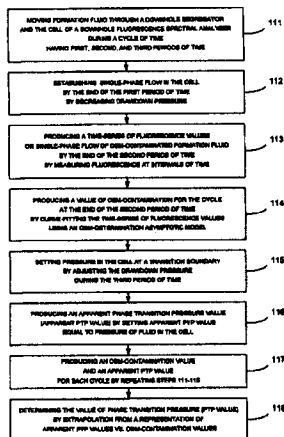 MOVING FORMATION FLUID THROUGH A DOWNHOLE SEGREGATOR
AND THE CELL OF A DOWNHOLE FLUORESCENCE SPECTRAL ANALYZER
DURING A CYCLE OF TIME
HAVING FIRST, SECOND, AND THIRD PERIODS OF TIME
111
ESTABLISHING SINGLE-PHASE FLOW IN THE CELL
BY THE END OF THE FIRST PERIOD OF TIME
BY DECREASING DRAWDOWN PRESSURE
112
PRODUCING A TIME-SERIES OF FLUORESCENCE VALUES
ON SINGLE-PHASE FLOW OF OBM-CONTAMINATED FORMATION FLUID
BY THE END OF THE SECOND PERIOD OF TIME
BY MEASURING FLUORESCENCE AT INTERVALS OF TIME
113
PRODUCING A VALUE OF OBM-CONTAMINATION FOR THE CYCLE
AT THE END OF THE SECOND PERIOD OF TIME
BY CURVE-FITTING THE TIME-SERIES OF FLUORESCENCE VALUES
USING AN OBM-DETERMINATION ASYMPTOTIC MODEL
114
SETTING PRESSURE IN THE CELL AT A TRANSITION BOUNDARY
BY ADJUSTING THE DRAWDOWN PRESSURE
DURING THE THIRD PERIOD OF TIME
115
PRODUCING AN APPARENT PHASE TRANSITION PRESSURE VALUE
(APPARENT PTP VALUE) BY SETTING APPARENT PTP VALUE
EQUAL TO PRESSURE OF FLUID IN THE CELL
116
PRODUCING AN OBM-CONTAMINATION VALUE
AND AN APPARENT PTP VALUE
FOR EACH CYCLE BY REPEATING STEPS 111-116
117
DETERMINING THE VALUE OF PHASE TRANSITION PRESSURE (PTP VALUE)
BY EXTRAPOLATION FROM A REPRESENTATION OF
APPARENT PTP VALUES VS. OBM-CONTAMINATION VALUES
118